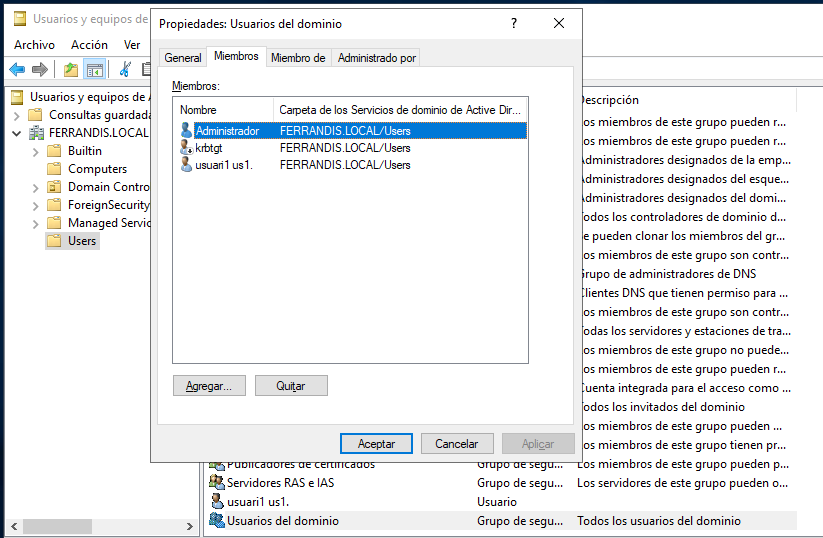 Usuarios y equipos de
Archivo Acción Ver
Usuarios y equipos de A
Consultas guardada
FERRANDIS.LOCAL
Builtin
Computers
Domain Contro
ForeignSecurity
Managed Servic
Users
Propiedades: Usuarios del dominio
?
General Miembros Miembro de Administrado por
Miembros:
Nombre Carpeta de los Servicios de dominio de Active Dir...
Administrador FERRANDIS.LOCAL/Users
krbtgt FERRANDIS.LOCAL/Users
usuari1 us1. FERRANDIS.LOCAL/Users
Agregar... Quitar
Aceptar Cancelar Aplicar
Descripción
Los miembros de este grupo pueden r...
Los miembros de este grupo pueden r...
Administradores designados de la emp...
Administradores designados del esque...
Administradores designados del domi...
Todos los controladores de dominio d...
Se pueden clonar los miembros del gr...
Los miembros de este grupo son contr...
Grupo de administradores de DNS
Clientes DNS que tienen permiso para ...
Los miembros de este grupo son contr...
Todas los servidores y estaciones de tra...
Los miembros de este grupo no puede...
Los miembros de este grupo pueden r...
Cuenta integrada para el acceso como ...
Todos los invitados del dominio
Los miembros de este grupo pueden ...
Los miembros de este grupo tienen pr...
Publicadores de certificados Grupo de segu... Los miembros de este grupo pueden p...
Servidores RAS e IAS Grupo de segu... Los servidores de este grupo pueden o...
usuari1 us1. Usuario
Usuarios del dominio Grupo de segu... Todos los usuarios del dominio